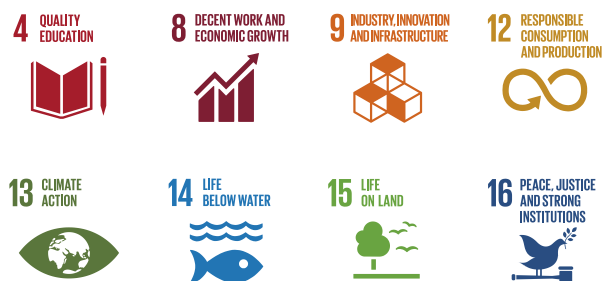 4 QUALITY
EDUCATION
8 DECENT WORK AND
ECONOMIC GROWTH
9 INDUSTRY, INNOVATION
AND INFRASTRUCTURE
12 RESPONSIBLE
CONSUMPTION
AND PRODUCTION
13 CLIMATE
ACTION
14 LIFE
BELOW WATER
15 LIFE
ON LAND
16 PEACE, JUSTICE
AND STRONG
INSTITUTIONS